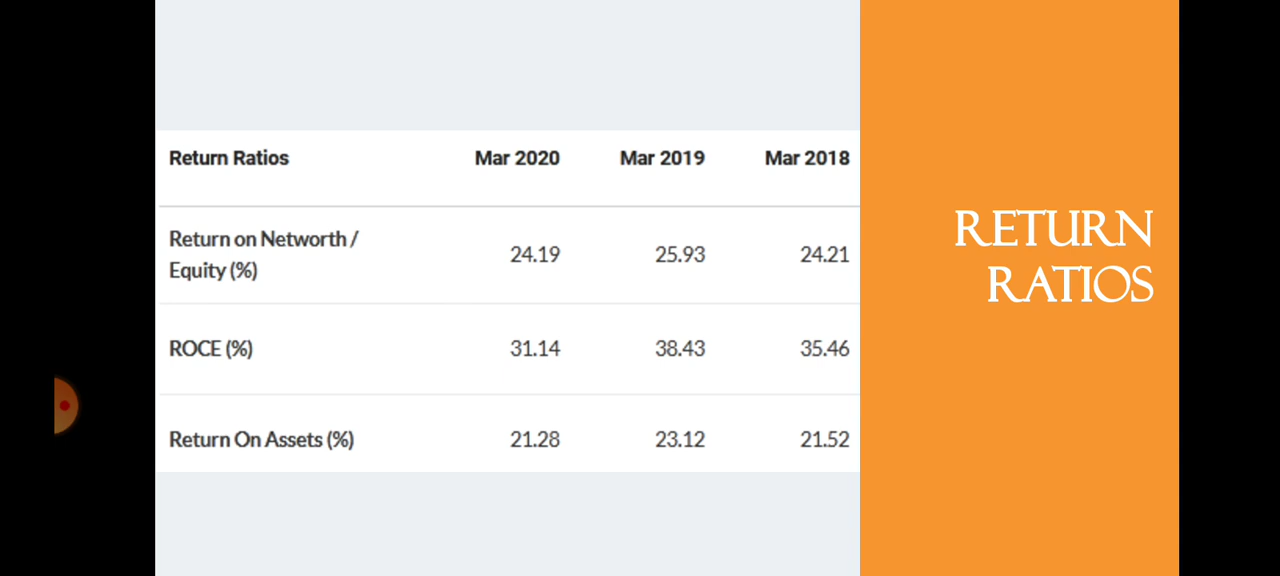 Return Ratios Mar 2020 Mar 2019 Mar 2018
Return on Networth /
Equity (%) 24.19 25.93 24.21
ROCE (%) 31.14 38.43 35.46
Return On Assets (%) 21.28 23.12 21.52
RETURN
RATIOS